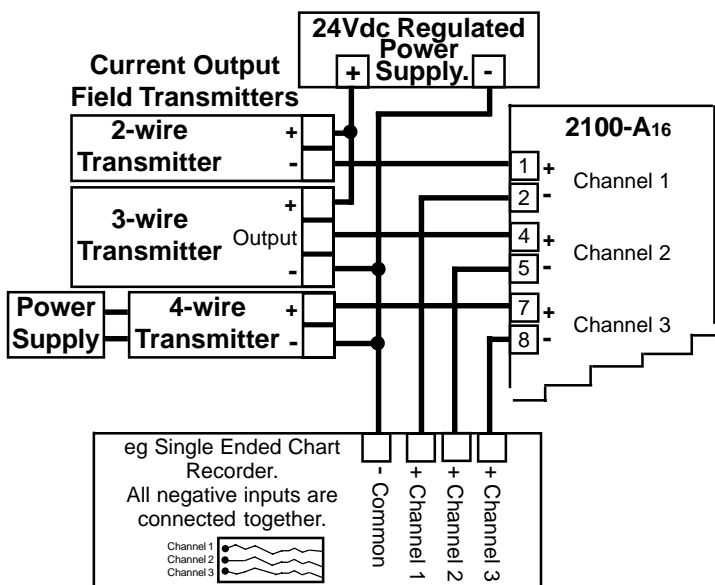 24Vdc Regulated
Power
+ Supply. -
Current Output
Field Transmitters
2-wire
Transmitter
+
-
3-wire
Transmitter
+
Output
-
Power
Supply
4-wire
Transmitter
+
-
2100-A16
1 +
2 -
Channel 1
4 +
5 -
Channel 2
7 +
8 -
Channel 3
eg Single Ended Chart
Recorder.
All negative inputs are
connected together.
Channel 1
Channel 2
Channel 3
- Common
+ Channel 1
+ Channel 2
+ Channel 3